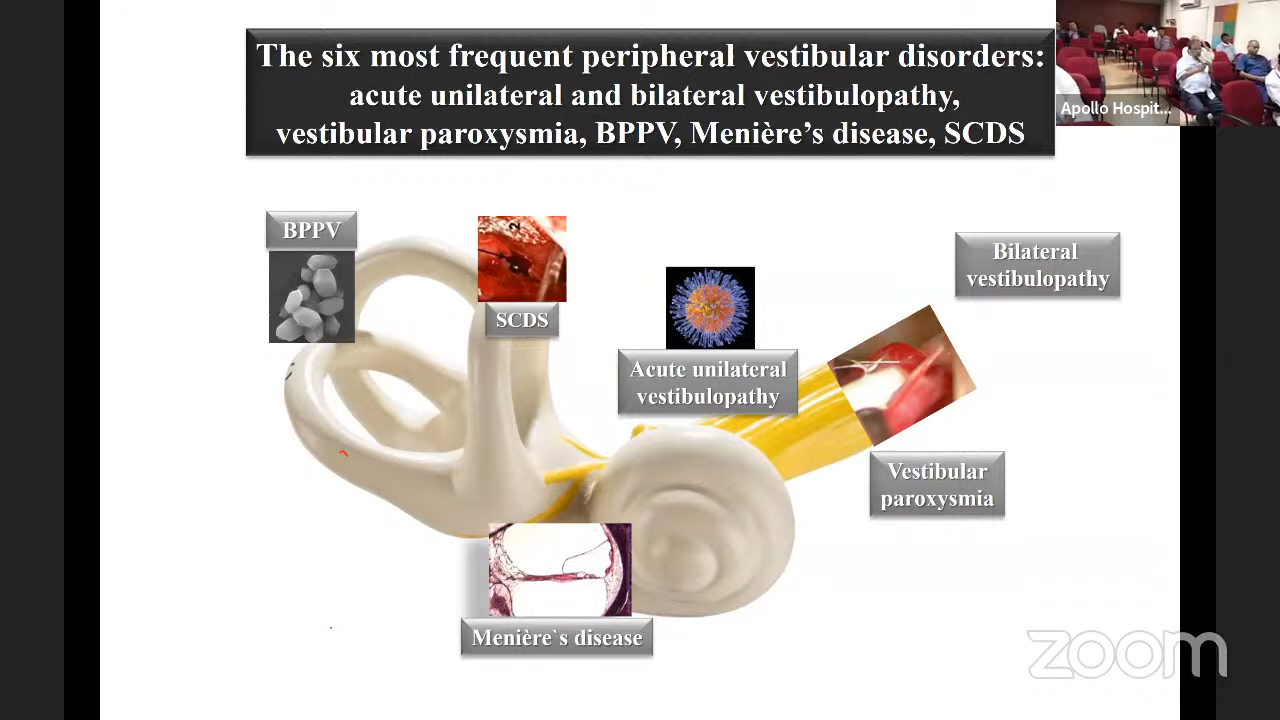 The six most frequent peripheral vestibular disorders:
acute unilateral and bilateral vestibulopathy,
vestibular paroxysmia, BPPV, Menière’s disease, SCDS
Apollo Hospit...
BPPV
2
SCDS
Bilateral
vestibulopathy
Acute unilateral
vestibulopathy
Vestibular
paroxysmia
Menière`s disease
zoom